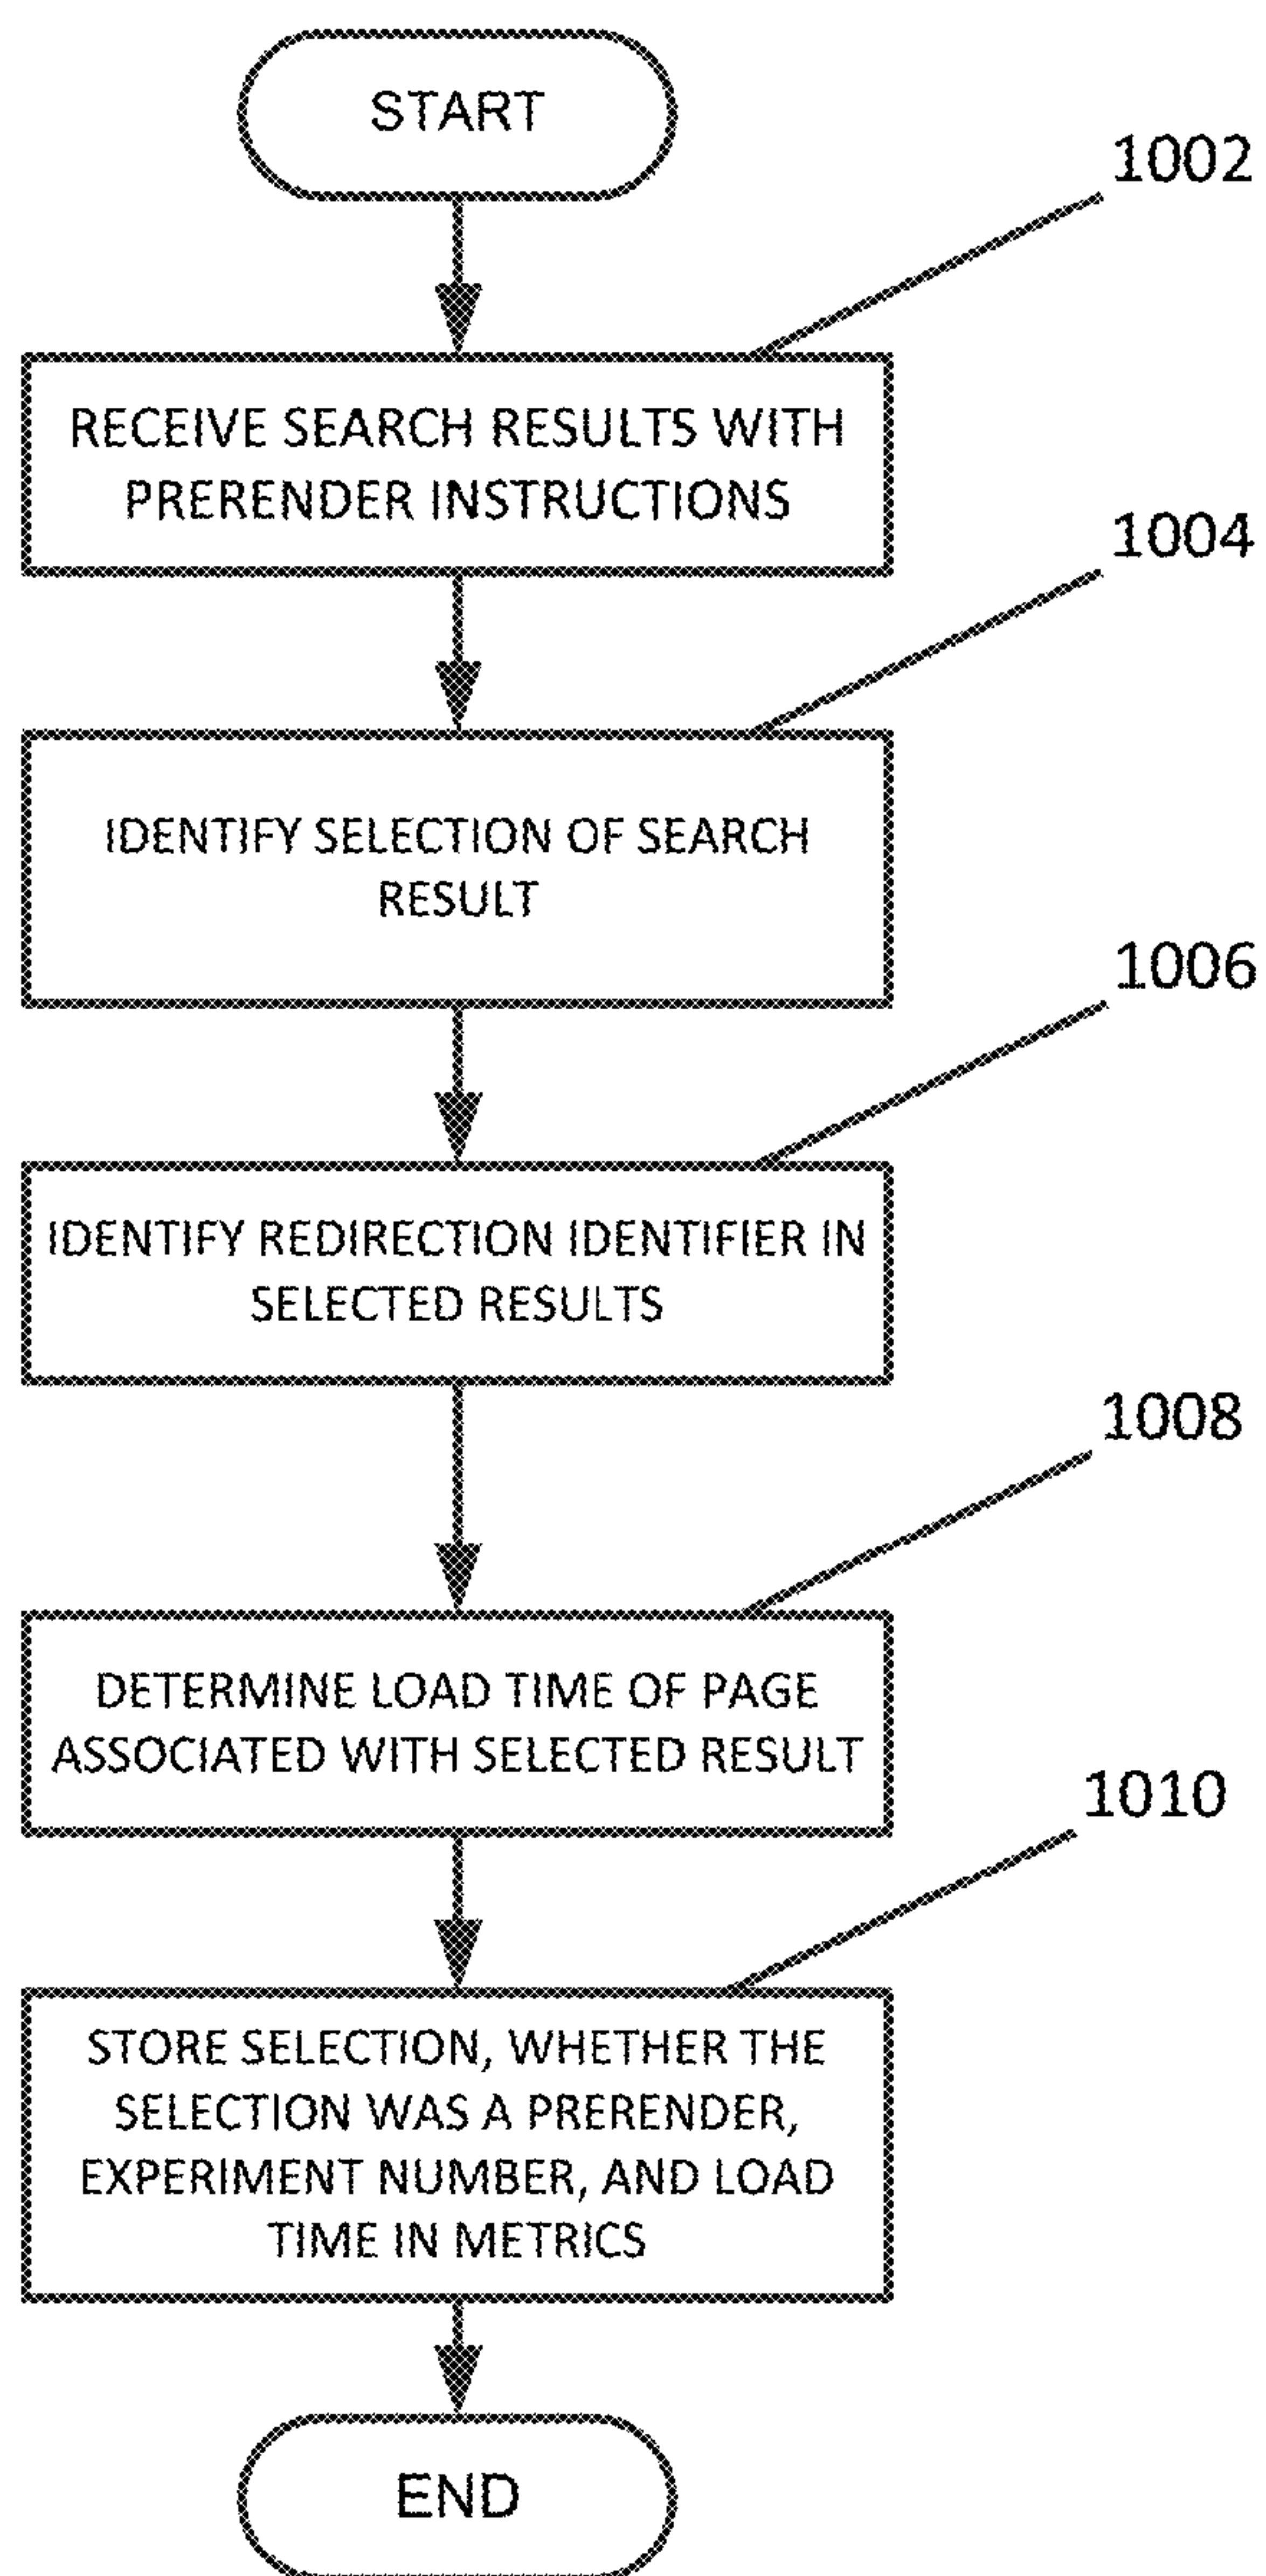 START
1002
RECEIVE SEARCH RESULTS WITH
PRERENDER INSTRUCTIONS
1004
IDENTIFY SELECTION OF SEARCH
RESULT
1006
IDENTIFY REDIRECTION IDENTIFIER IN
SELECTED RESULTS
1008
DETERMINE LOAD TIME OF PAGE
ASSOCIATED WITH SELECTED RESULT
1010
STORE SELECTION, WHETHER THE
SELECTION WAS A PRERENDER,
EXPERIMENT NUMBER, AND LOAD
TIME IN METRICS
END